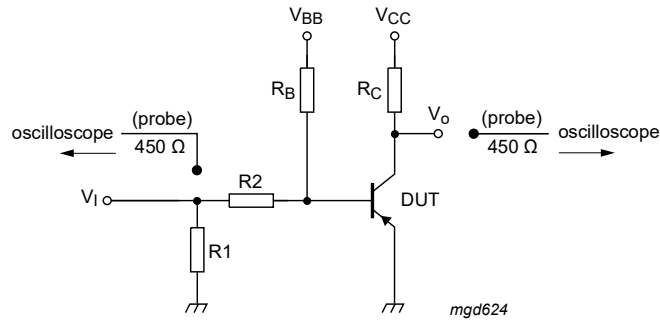 VBB
VCC
RB
RC
Vo
(probe)
450 Ω
oscilloscope
(probe)
450 Ω
oscilloscope
R2
VI
DUT
R1
mgd624